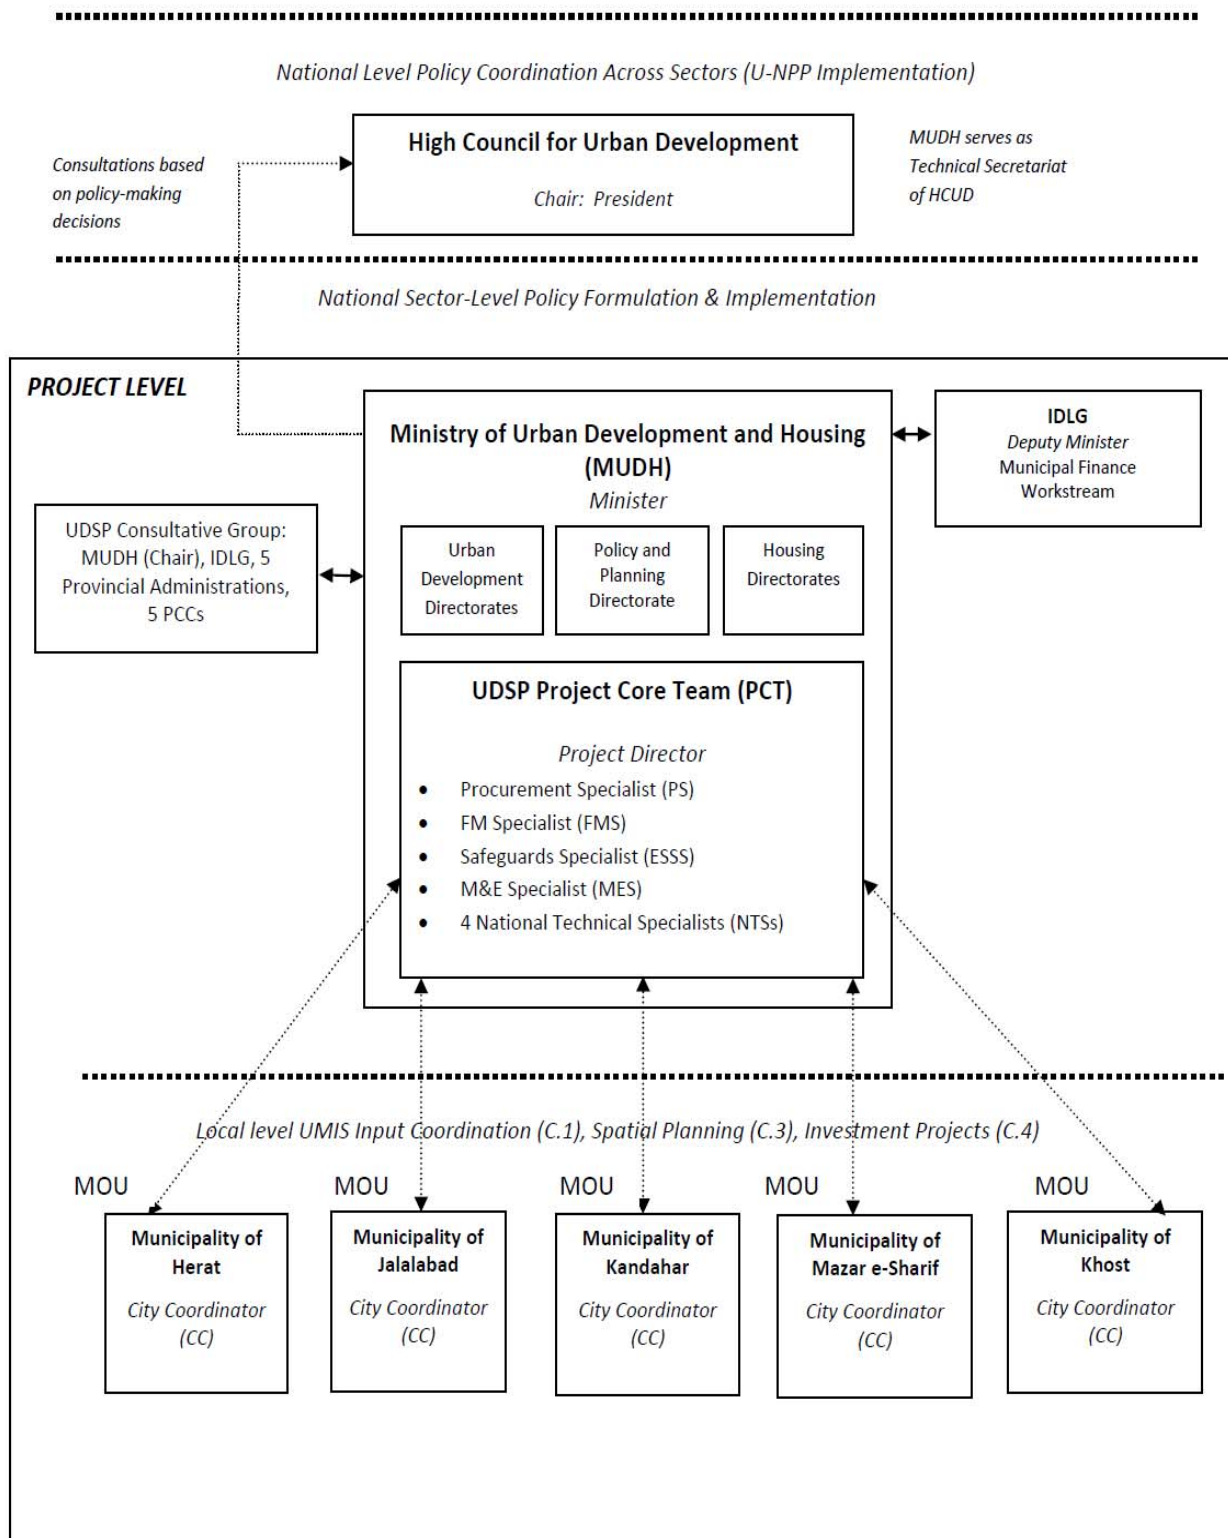 National Level Policy Coordination Across Sectors (U-NPP Implementation)
Consultations based
on policy-making
decisions
High Council for Urban Development
Chair: President
MUDH serves as
Technical Secretariat
of HCUD
National Sector-Level Policy Formulation & Implementation
PROJECT LEVEL
Ministry of Urban Development and Housing
(MUDH)
Minister
IDLG
Deputy Minister
Municipal Finance
Workstream
UDSP Consultative Group:
MUDH (Chair), IDLG, 5
Provincial Administrations,
5 PCCs
Urban
Development
Directorates
Policy and
Planning
Directorate
Housing
Directorates
UDSP Project Core Team (PCT)
Project Director
• Procurement Specialist (PS)
• FM Specialist (FMS)
• Safeguards Specialist (ESSS)
• M&E Specialist (MES)
• 4 National Technical Specialists (NTSs)
Local level UMIS Input Coordination (C.1), Spatial Planning (C.3), Investment Projects (C.4)
MOU
Municipality of
Herat
City Coordinator
(CC)
MOU
Municipality of
Jalalabad
City Coordinator
(CC)
MOU
Municipality of
Kandahar
City Coordinator
(CC)
MOU
Municipality of
Mazar e-Sharif
City Coordinator
(CC)
MOU
Municipality of
Khost
City Coordinator
(CC)